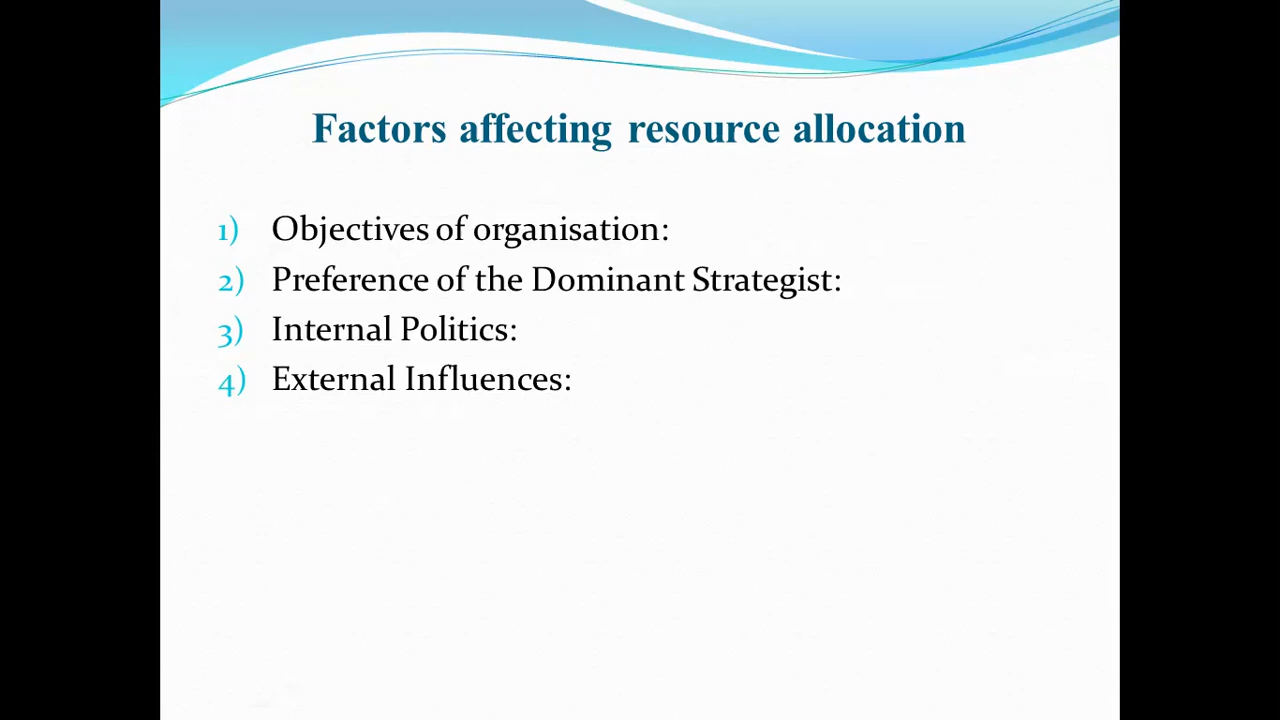 Factors affecting resource allocation
1) Objectives of organisation:
2) Preference of the Dominant Strategist:
3) Internal Politics:
4) External Influences: